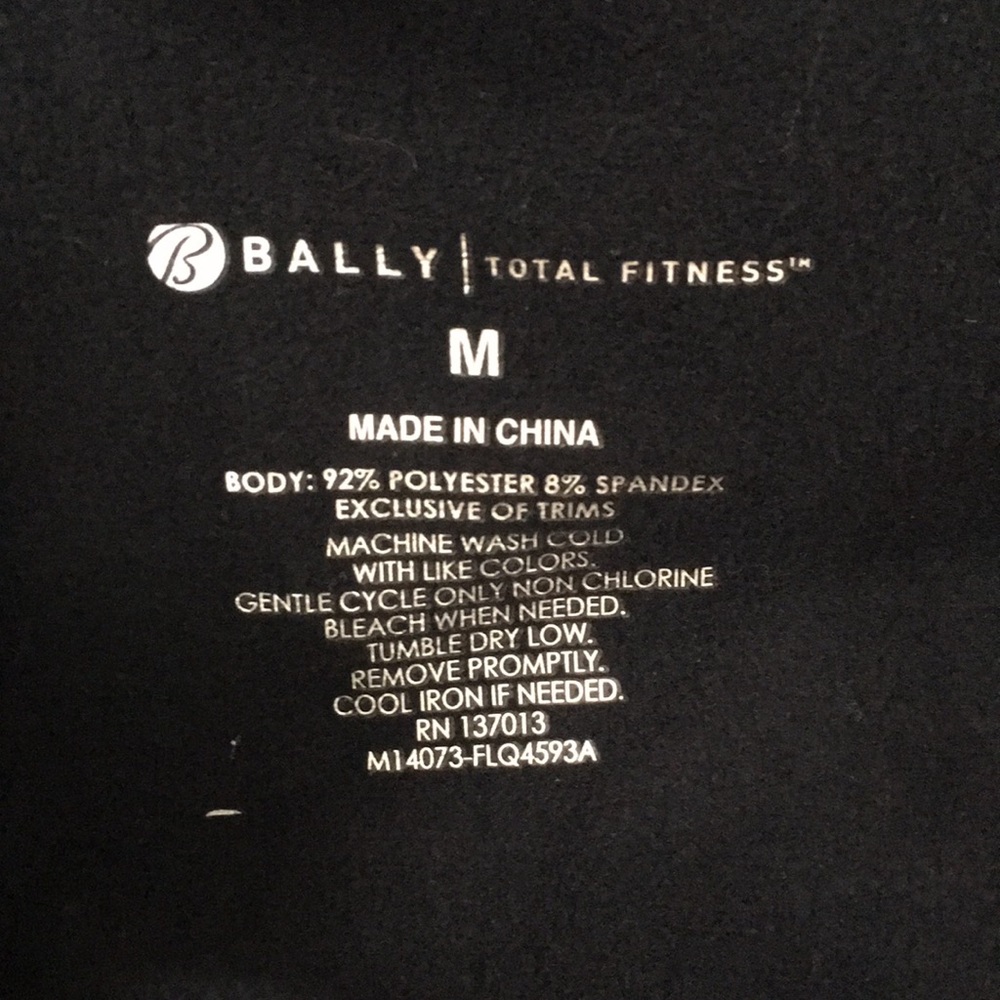 B BALLY | TOTAL FITNESS™
M
MADE IN CHINA
BODY: 92% POLYESTER 8% SPANDEX
EXCLUSIVE OF TRIMS
MACHINE WASH COLD
WITH LIKE COLORS.
GENTLE CYCLE ONLY NON CHLORINE
BLEACH WHEN NEEDED.
TUMBLE DRY LOW.
REMOVE PROMPTLY.
COOL IRON IF NEEDED.
RN 137013
M14073-FLQ4593A